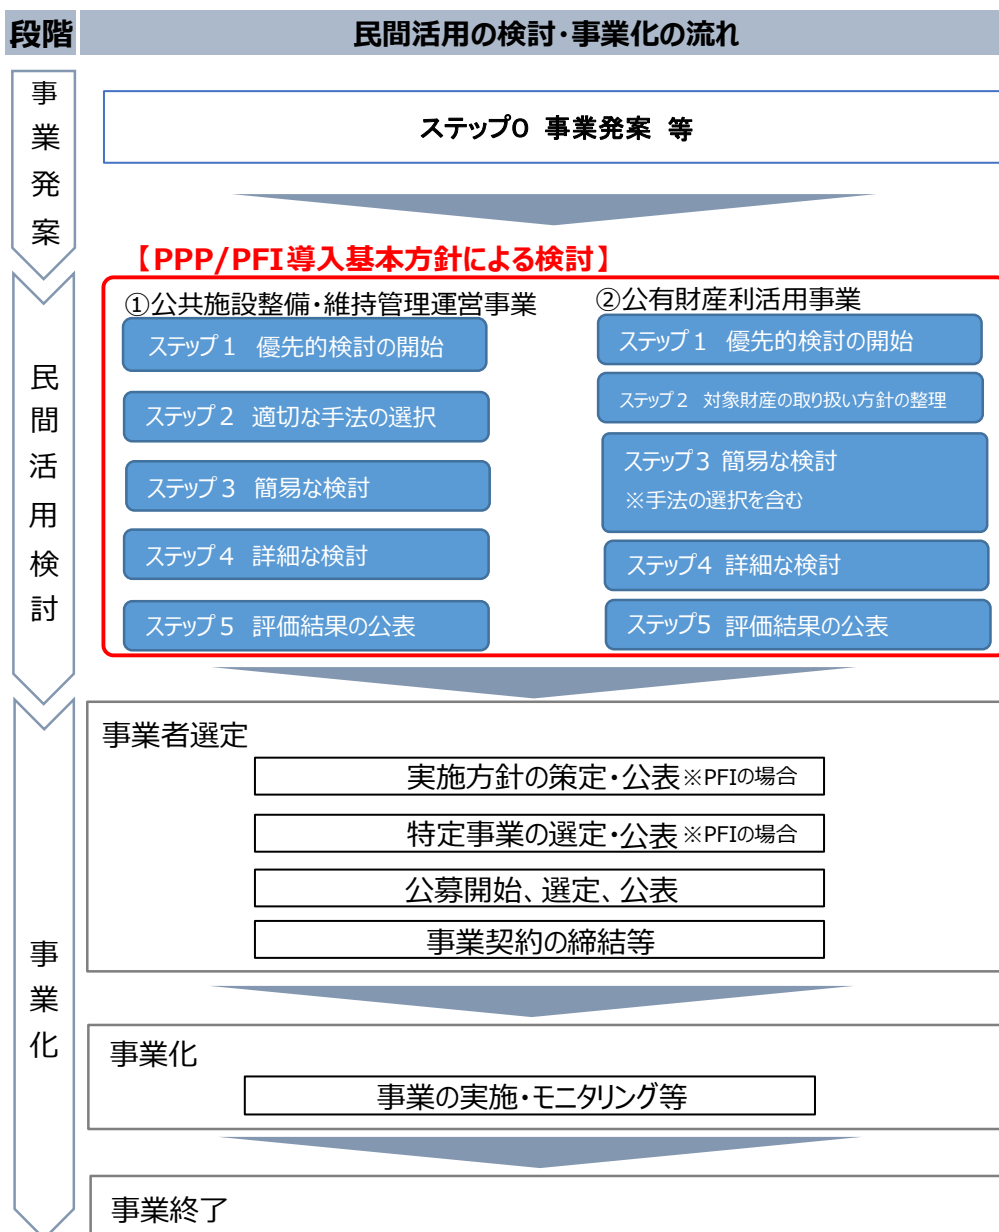 段階
民間活用の検討・事業化の流れ
事業発案
ステップ0 事業発案 等
民間活用検討
【PPP/PFI導入基本方針による検討】
①公共施設整備・維持管理運営事業
ステップ1 優先的検討の開始
ステップ2 適切な手法の選択
ステップ3 簡易な検討
ステップ4 詳細な検討
ステップ5 評価結果の公表
②公有財産利活用事業
ステップ1 優先的検討の開始
ステップ2 対象財産の取り扱い方針の整理
ステップ3 簡易な検討
※手法の選択を含む
ステップ4 詳細な検討
ステップ5 評価結果の公表
事業化
事業者選定
実施方針の策定・公表※PFIの場合
特定事業の選定・公表※PFIの場合
公募開始、選定、公表
事業契約の締結等
事業化
事業の実施・モニタリング等
事業終了